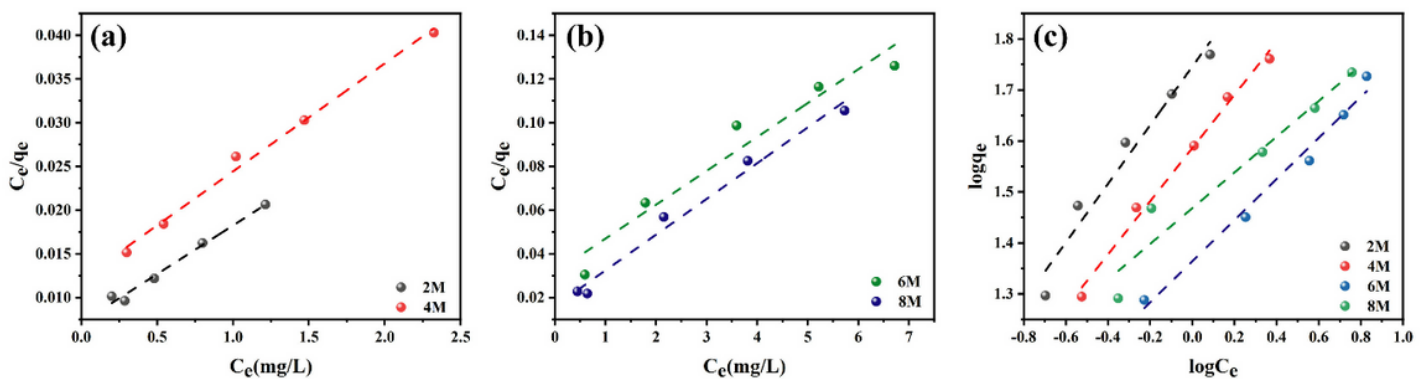 (a)
0.040
0.035
0.030
0.025
0.020
0.015
0.010
Ce/qe
0.0 0.5 1.0 1.5 2.0 2.5
Ce(mg/L)
2M
4M
(b)
0.14
0.12
0.10
0.08
0.06
0.04
0.02
Ce/qe
0 1 2 3 4 5 6 7
Ce(mg/L)
6M
8M
(c)
1.8
1.7
1.6
1.5
1.4
1.3
logqe
-0.8 -0.6 -0.4 -0.2 0.0 0.2 0.4 0.6 0.8 1.0
logCe
2M
4M
6M
8M